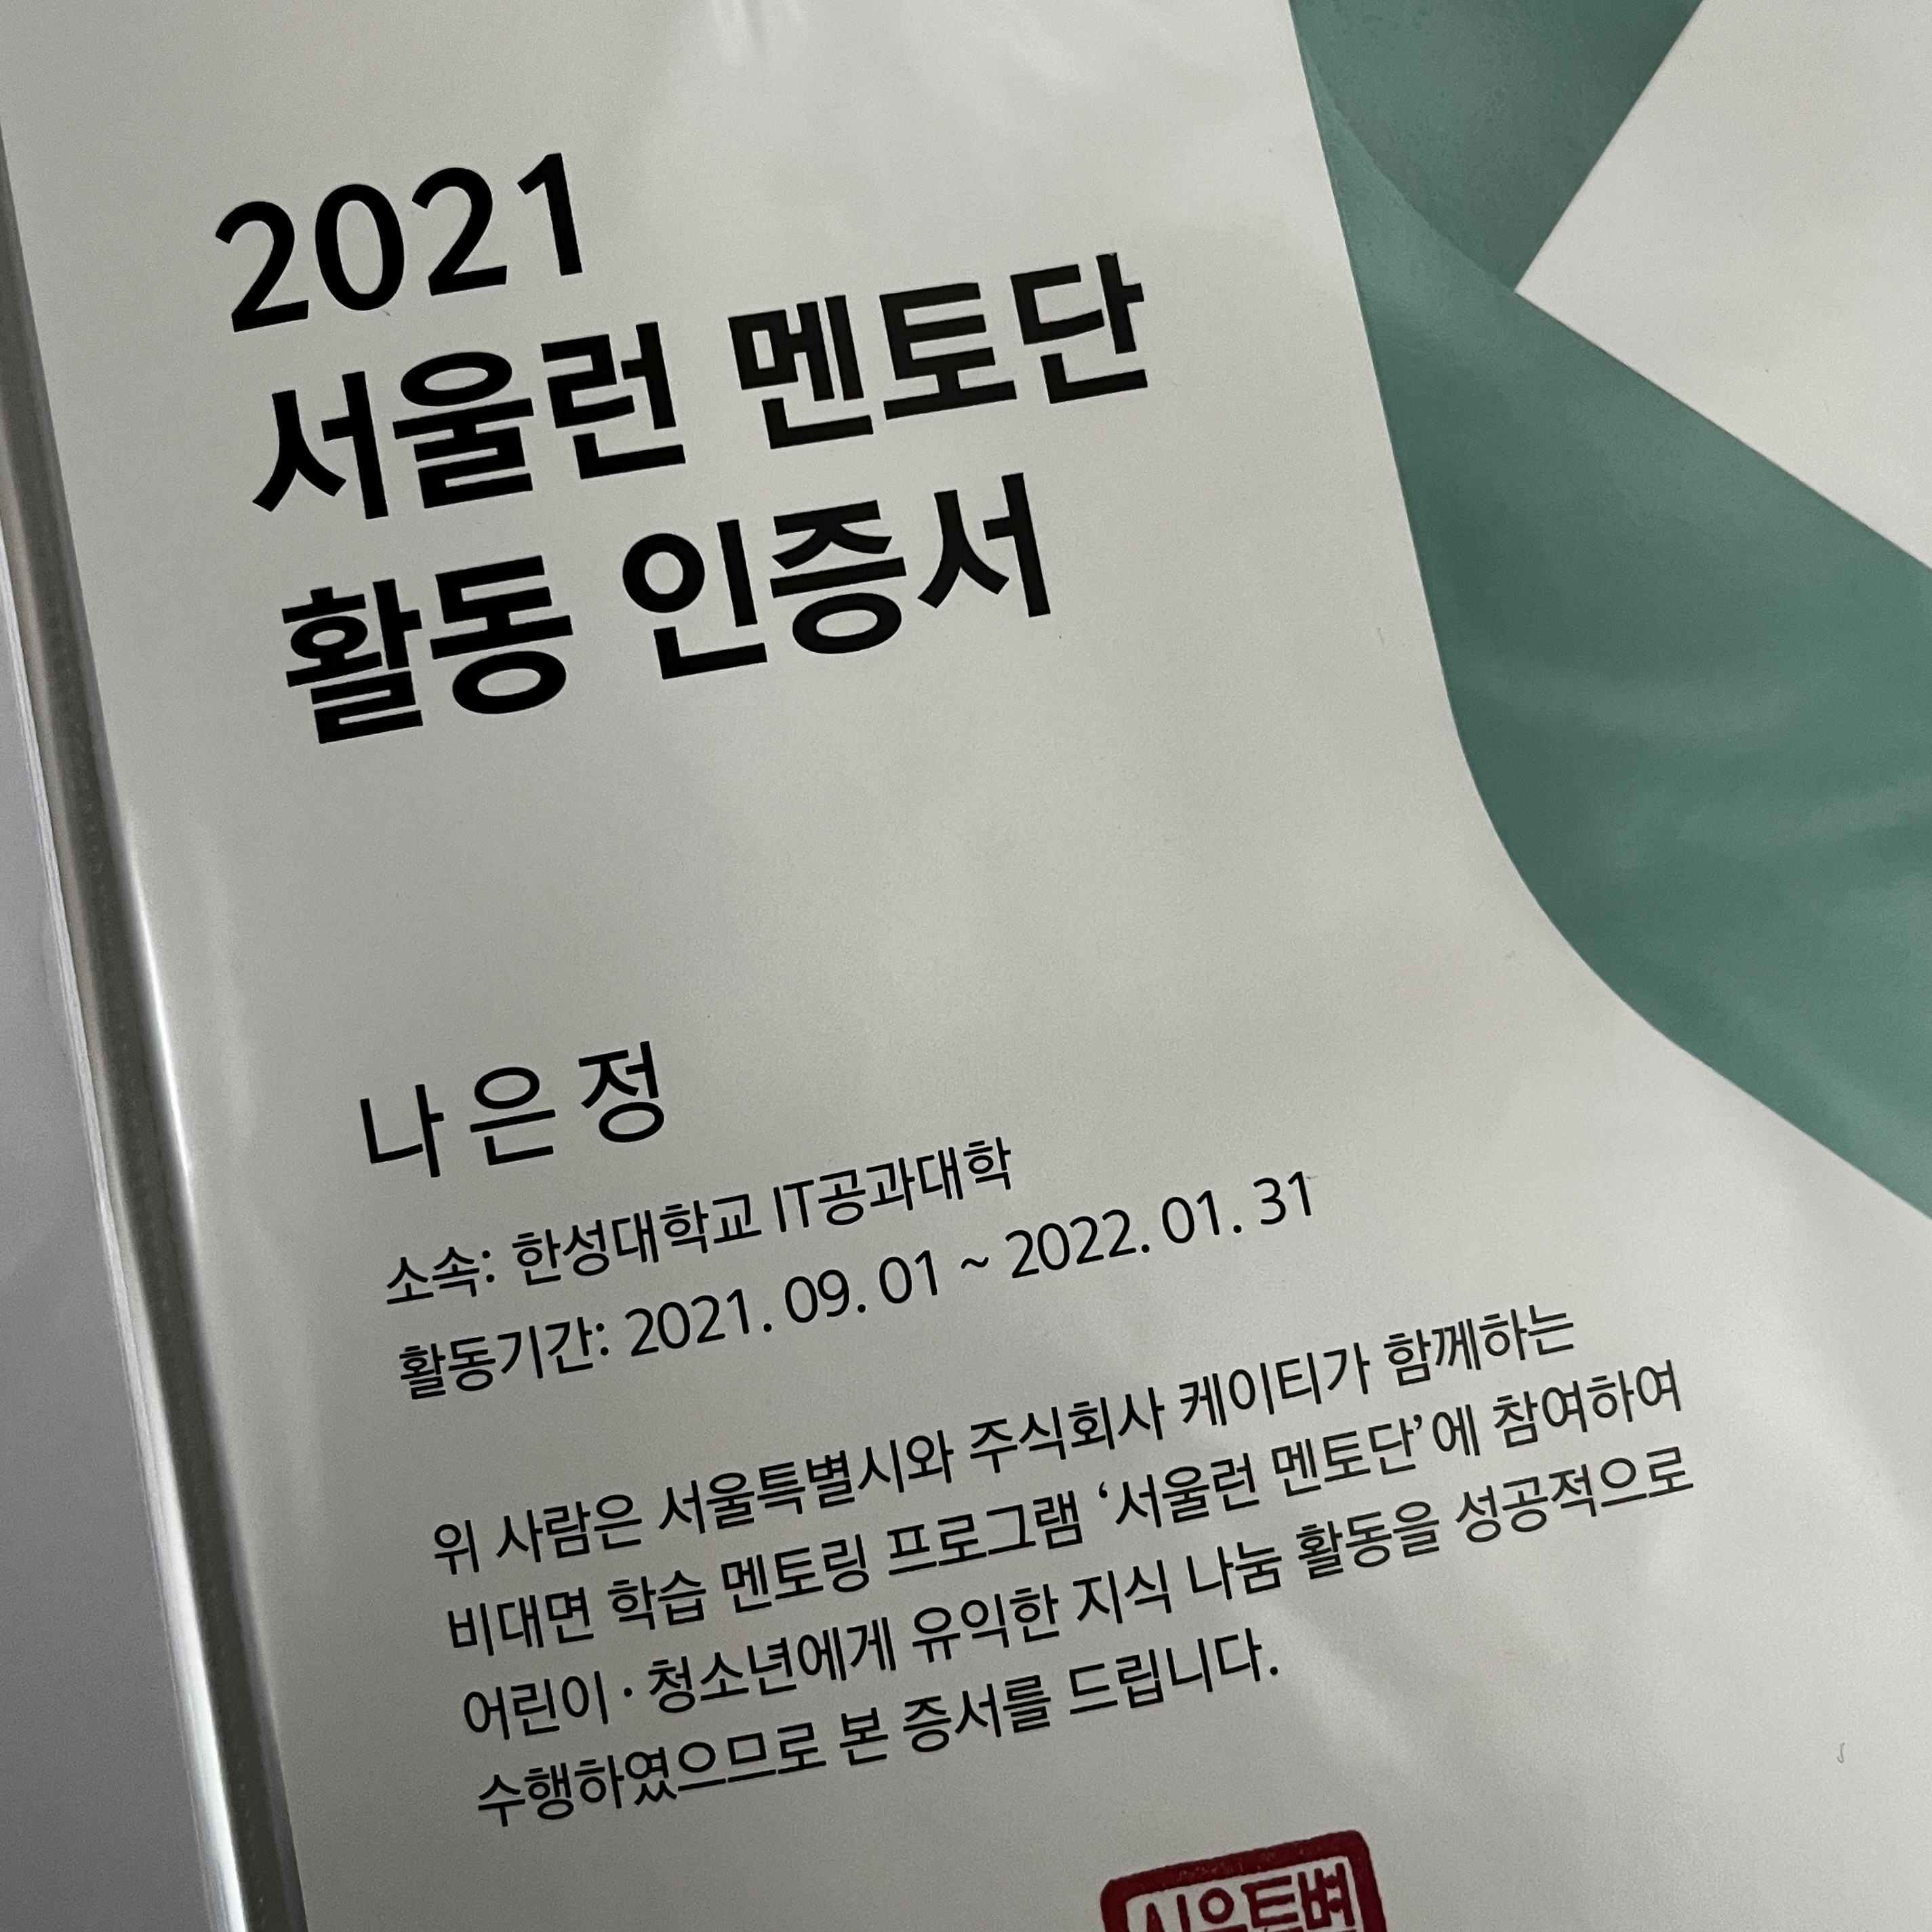 2021
서울런 멘토단
활동 인증서
나은정
소속: 한성대학교 IT공과대학
활동기간: 2021. 09. 01 ~ 2022. 01. 31
위 사람은 서울특별시와 주식회사 케이티가 함께하는
비대면 학습 멘토링 프로그램 ‘서울런 멘토단’에 참여하여
어린이 · 청소년에게 유익한 지식 나눔 활동을 성공적으로
수행하였으므로 본 증서를 드립니다.
서울특별